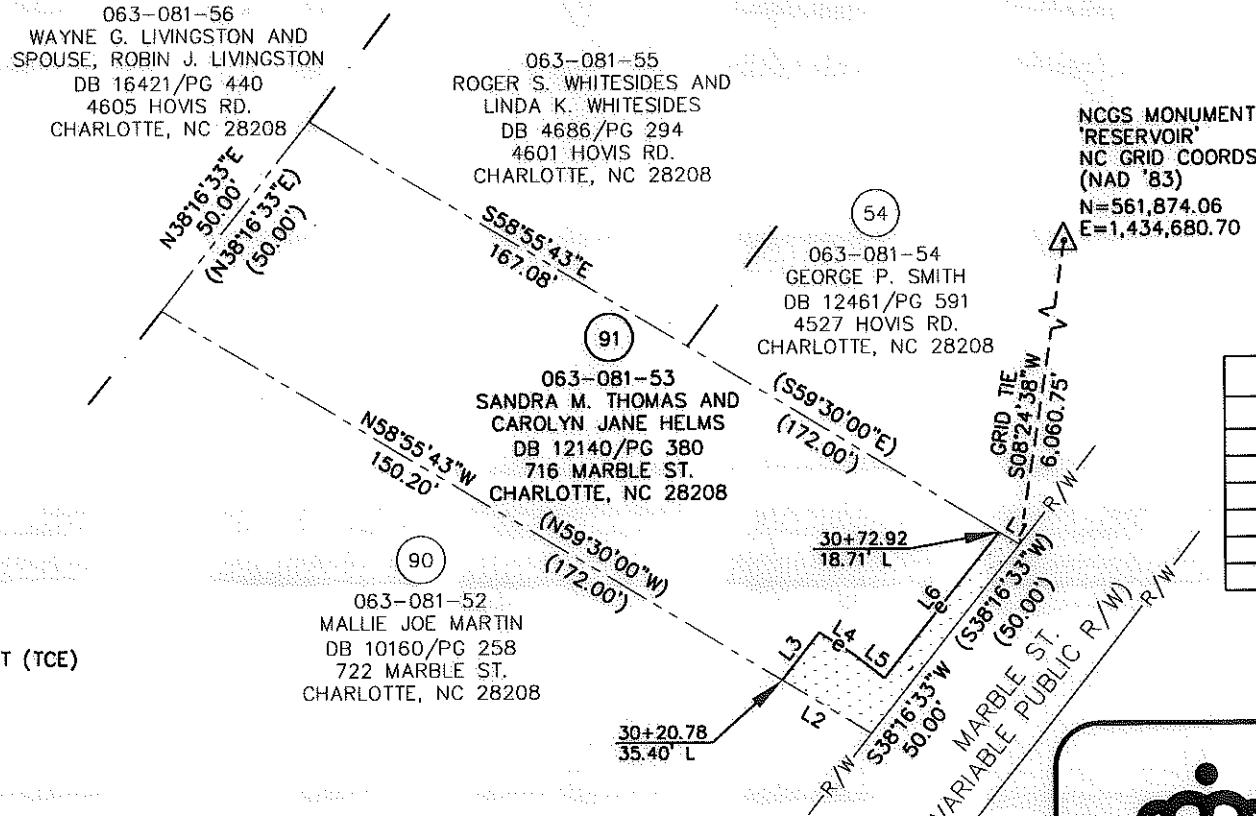 063-081-56
WAYNE G. LIVINGSTON AND
SPOUSE, ROBIN J. LIVINGSTON
DB 16421/PG 440
4605 HOVIS RD.
CHARLOTTE, NC 28208
063-081-55
ROGER S. WHITESIDES AND
LINDA K. WHITESIDES
DB 4686/PG 294
4601 HOVIS RD.
CHARLOTTE, NC 28208
NCGS MONUMENT
'RESERVOIR'
NC GRID COORDS
(NAD '83)
N=561,874.06
E=1,434,680.70
N38°16'33"E
50.00'
(N38°16'33"E)
(50.00')
S58°55'43"E
167.08'
54
063-081-54
GEORGE P. SMITH
DB 12461/PG 591
4527 HOVIS RD.
CHARLOTTE, NC 28208
91
063-081-53
SANDRA M. THOMAS AND
CAROLYN JANE HELMS
DB 12140/PG 380
716 MARBLE ST.
CHARLOTTE, NC 28208
(S59°30'00"E)
(172.00')
GRID TIE
S08°24'38"W
6,060.75'
N58°55'43"W
150.20'
(N59°30'00"W)
(172.00')
90
063-081-52
MALLIE JOE MARTIN
DB 10160/PG 258
722 MARBLE ST.
CHARLOTTE, NC 28208
30+72.92
18.71' L
L1
R/W
L6
e
(S38°16'33"W)
(50.00')
L3
L4
e
L5
L2
S38°16'33"W
50.00'
30+20.78
35.40' L
R/W
R/W
R/W
MARBLE ST.
VARIABLE PUBLIC R/W)
T (TCE)